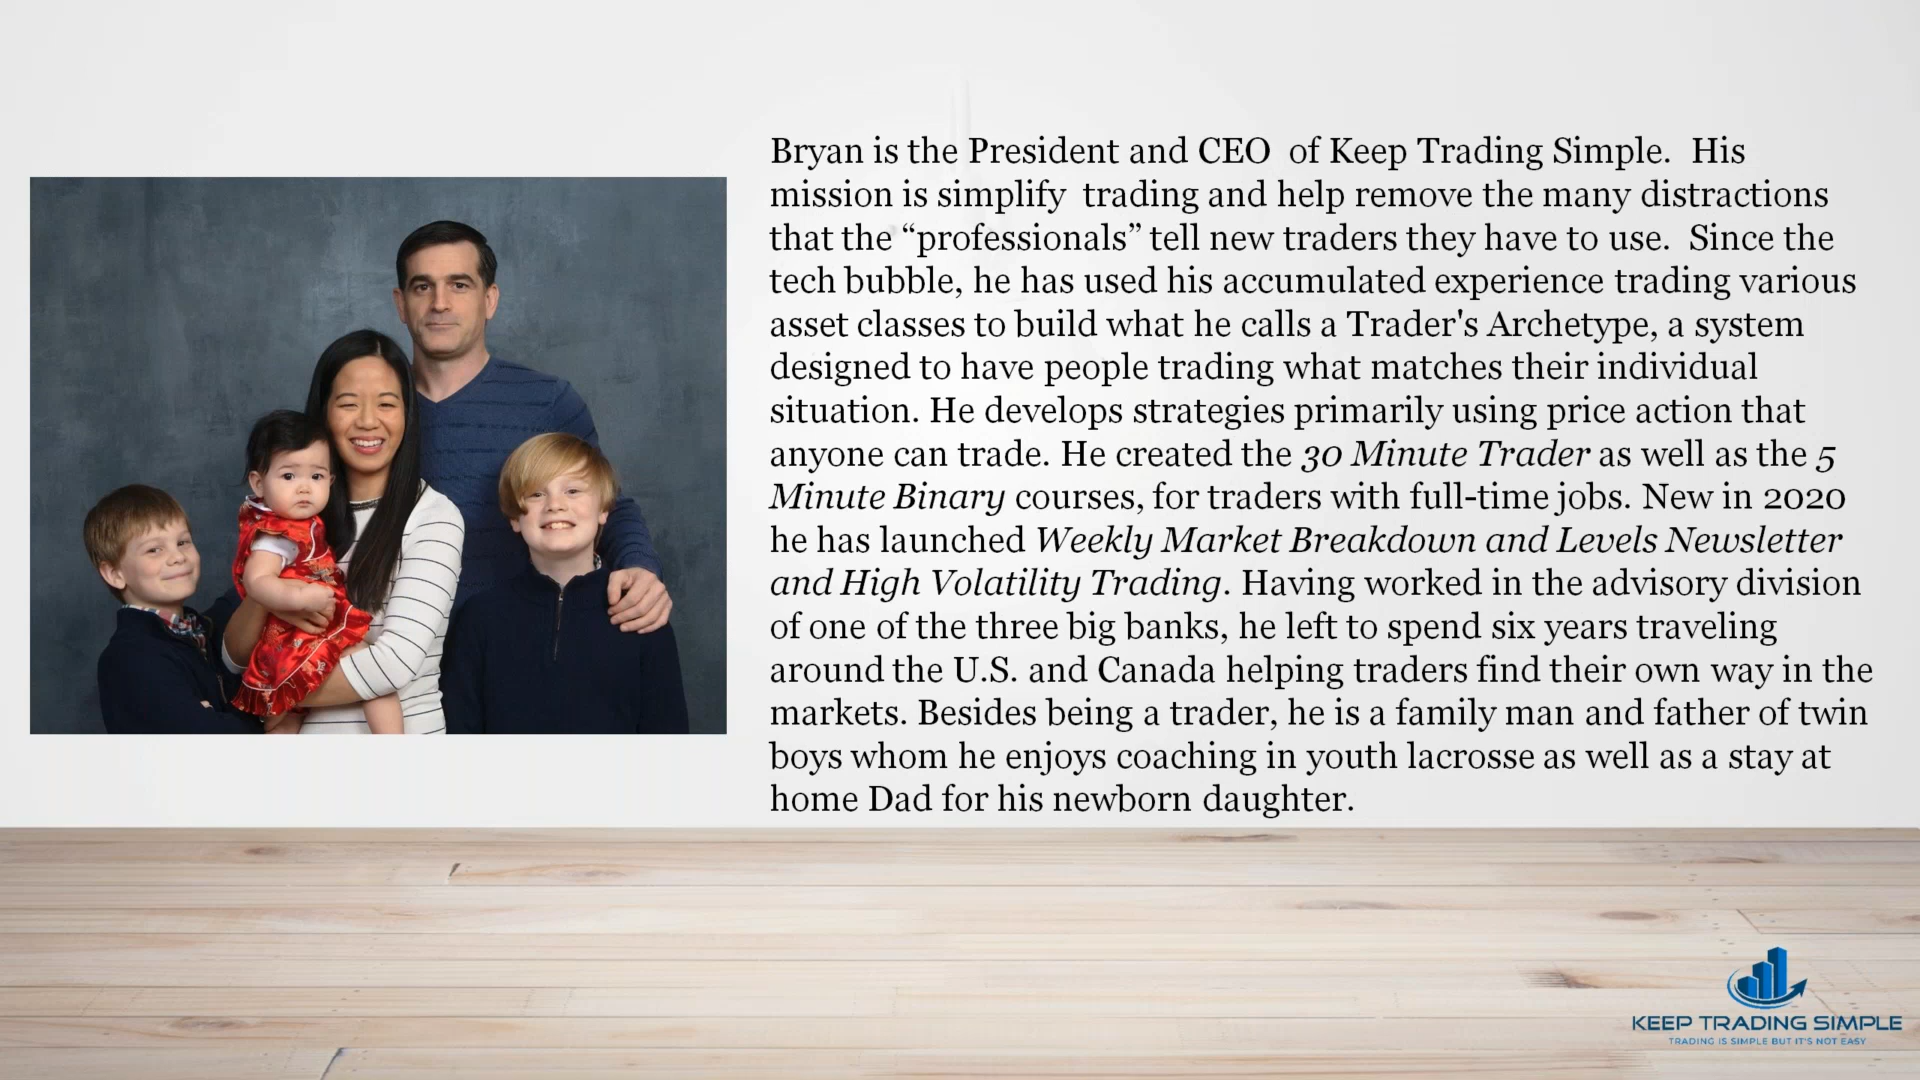 Bryan is the President and CEO of Keep Trading Simple. His
mission is simplify trading and help remove the many distractions
that the “professionals” tell new traders they have to use. Since the
tech bubble, he has used his accumulated experience trading various
asset classes to build what he calls a Trader's Archetype, a system
designed to have people trading what matches their individual
situation. He develops strategies primarily using price action that
anyone can trade. He created the 30 Minute Trader as well as the 5
Minute Binary courses, for traders with full-time jobs. New in 2020
he has launched Weekly Market Breakdown and Levels Newsletter
and High Volatility Trading. Having worked in the advisory division
of one of the three big banks, he left to spend six years traveling
around the U.S. and Canada helping traders find their own way in the
markets. Besides being a trader, he is a family man and father of twin
boys whom he enjoys coaching in youth lacrosse as well as a stay at
home Dad for his newborn daughter.
KEEP TRADING SIMPLE
TRADING IS SIMPLE BUT IT'S NOT EASY